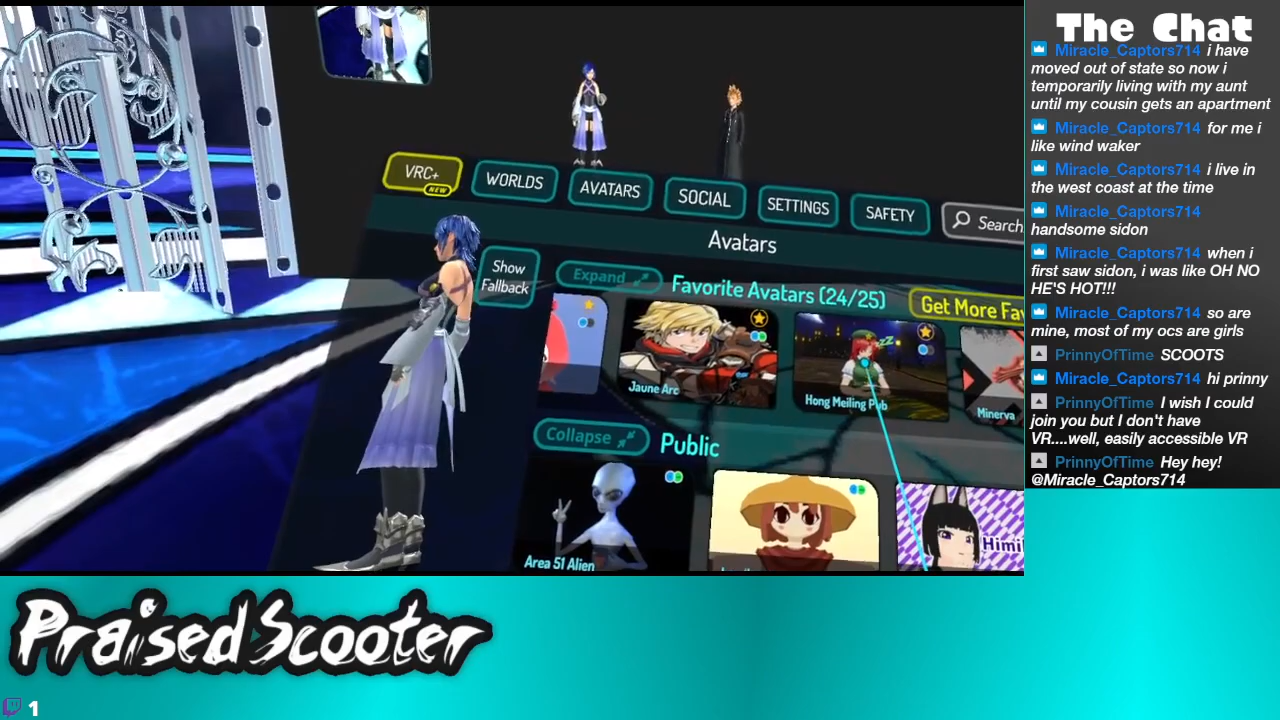 VRC+
NEW
WORLDS
AVATARS
SOCIAL
SETTINGS
SAFETY
Search
Avatars
Show
Fallback
Expand
Favorite Avatars (24/25)
Get More Fav
Jaune Arc
Hong Meiling Pub
Minerva
Collapse
Public
Area 51 Alien
Himi
The Chat
Miracle_Captors714 i have
moved out of state so now i
temporarily living with my aunt
until my cousin gets an apartment
Miracle_Captors714 for me i
like wind waker
Miracle_Captors714 i live in
the west coast at the time
Miracle_Captors714
handsome sidon
Miracle_Captors714 when i
first saw sidon, i was like OH NO
HE'S HOT!!!
Miracle_Captors714 so are
mine, most of my ocs are girls
PrinnyOfTime SCOOTS
Miracle_Captors714 hi prinny
PrinnyOfTime I wish I could
join you but I don't have
VR....well, easily accessible VR
PrinnyOfTime Hey hey!
@Miracle_Captors714
PraisedScooter
1